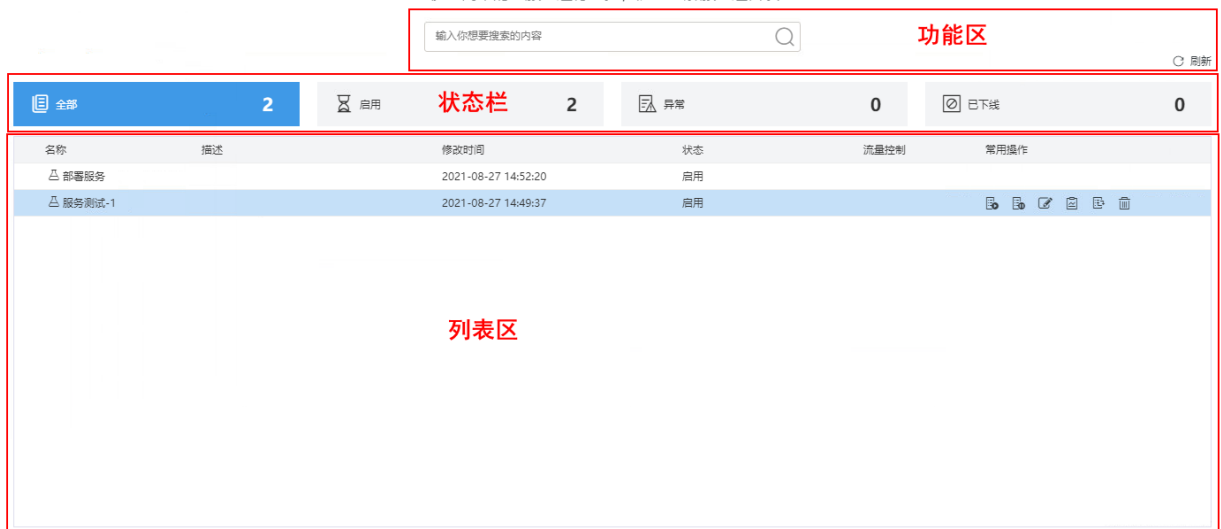 输入你想要搜索的内容 功能区
刷新
全部 2 启用 状态栏 2 异常 0 已下线 0
名称 描述 修改时间 状态 流量控制 常用操作
部署服务 2021-08-27 14:52:20 启用
服务测试-1 2021-08-27 14:49:37 启用
列表区